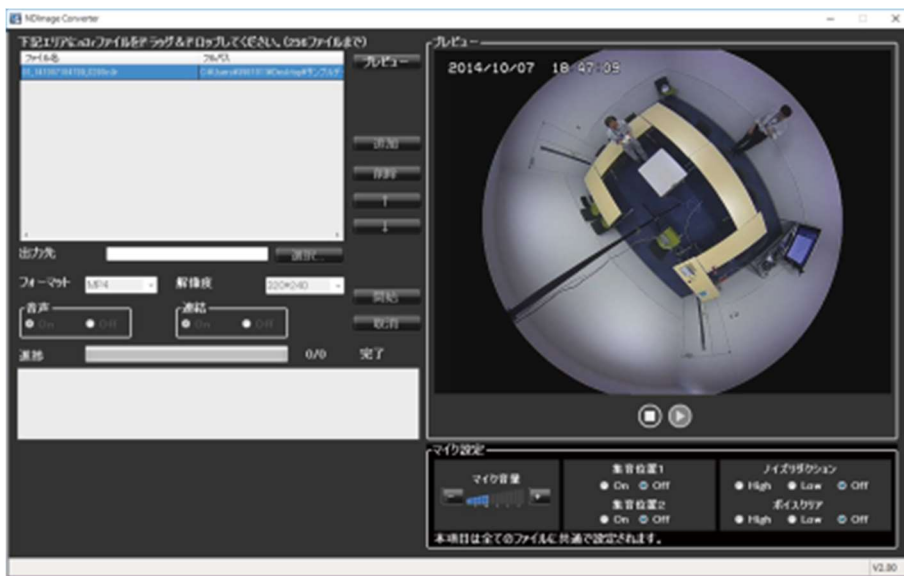 NDImage Converter
下記エリアにn3rファイルをドラッグ&ドロップしてください。(256ファイルまで)
ファイル名 フルパス
プレビュー
追加
削除
↑
↓
出力先 選択...
フォーマット MP4 解像度 320*240
開始
音声
On Off
連結
On Off
取消
進捗 0/0 完了
プレビュー
2014/10/07 18:47:09
マイク設定
マイク音量
- +
集音位置1
On Off
集音位置2
On Off
ノイズリダクション
High Low Off
ボイスクリア
High Low Off
本項目は全てのファイルに共通で設定されます。
V2.00